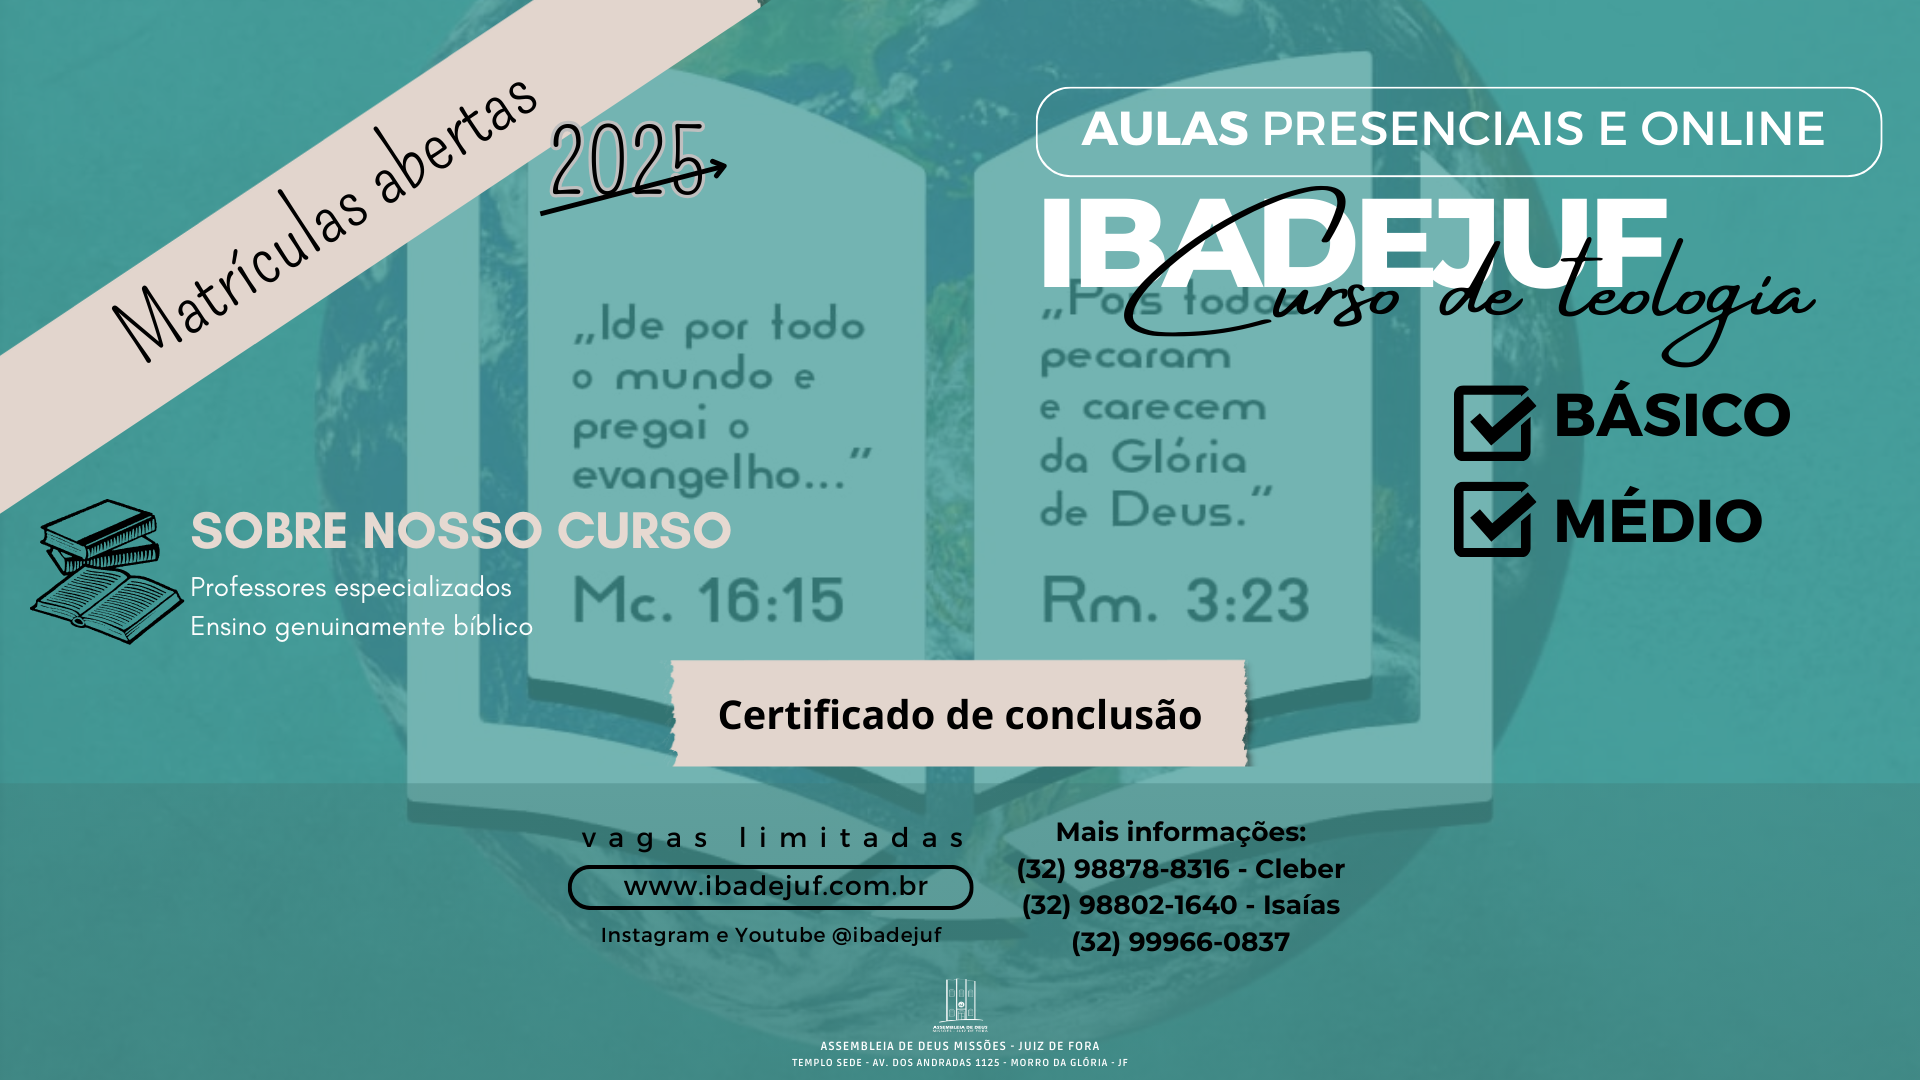 Matrículas abertas
2025
AULAS PRESENCIAIS E ONLINE
IBADEJUF
Curso de teologia
BÁSICO
MÉDIO
„Ide por todo
o mundo e
pregai o
evangelho...”
Mc. 16:15
„Pois todos
pecaram
e carecem
da Glória
de Deus.”
Rm. 3:23
SOBRE NOSSO CURSO
Professores especializados
Ensino genuinamente bíblico
Certificado de conclusão
vagas limitadas
www.ibadejuf.com.br
Instagram e Youtube @ibadejuf
Mais informações:
(32) 98878-8316 - Cleber
(32) 98802-1640 - Isaías
(32) 99966-0837
ASSEMBLEIA DE DEUS
ASSEMBLEIA DE DEUS MISSÕES - JUIZ DE FORA
TEMPLO SEDE - AV. DOS ANDRADAS 1125 - MORRO DA GLÓRIA - JF